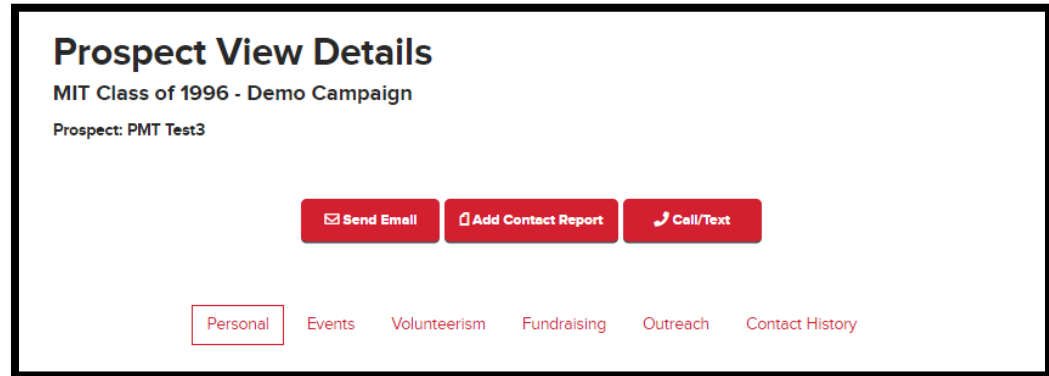 Prospect View Details
MIT Class of 1996 - Demo Campaign
Prospect: PMT Test3
Send Email Add Contact Report Call/Text
Personal Events Volunteerism Fundraising Outreach Contact History